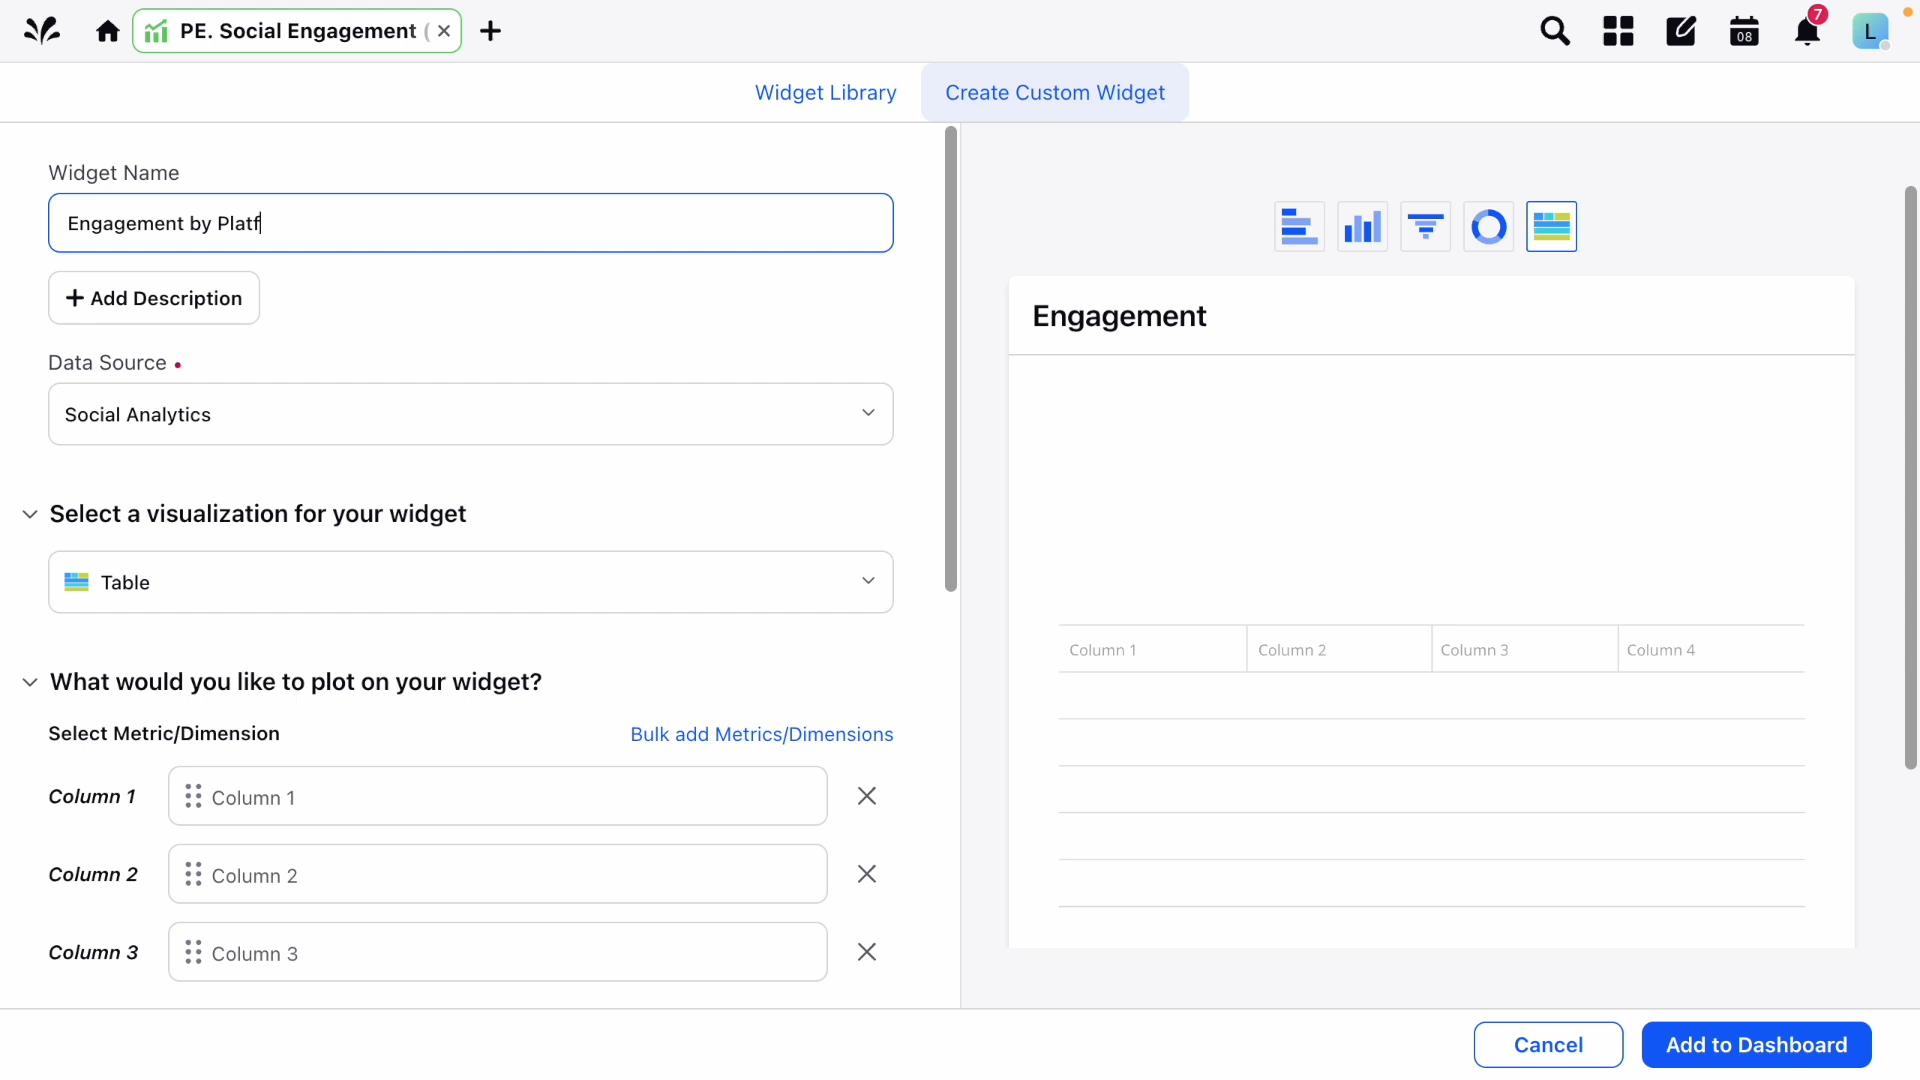 PE. Social Engagement (
08
7
L
Widget Library
Create Custom Widget
Widget Name
Engagement by Platf
Add Description
Data Source
Social Analytics
Select a visualization for your widget
Table
What would you like to plot on your widget?
Select Metric/Dimension
Bulk add Metrics/Dimensions
Column 1
Column 1
Column 2
Column 2
Column 3
Column 3
Engagement
Column 1
Column 2
Column 3
Column 4
Cancel
Add to Dashboard